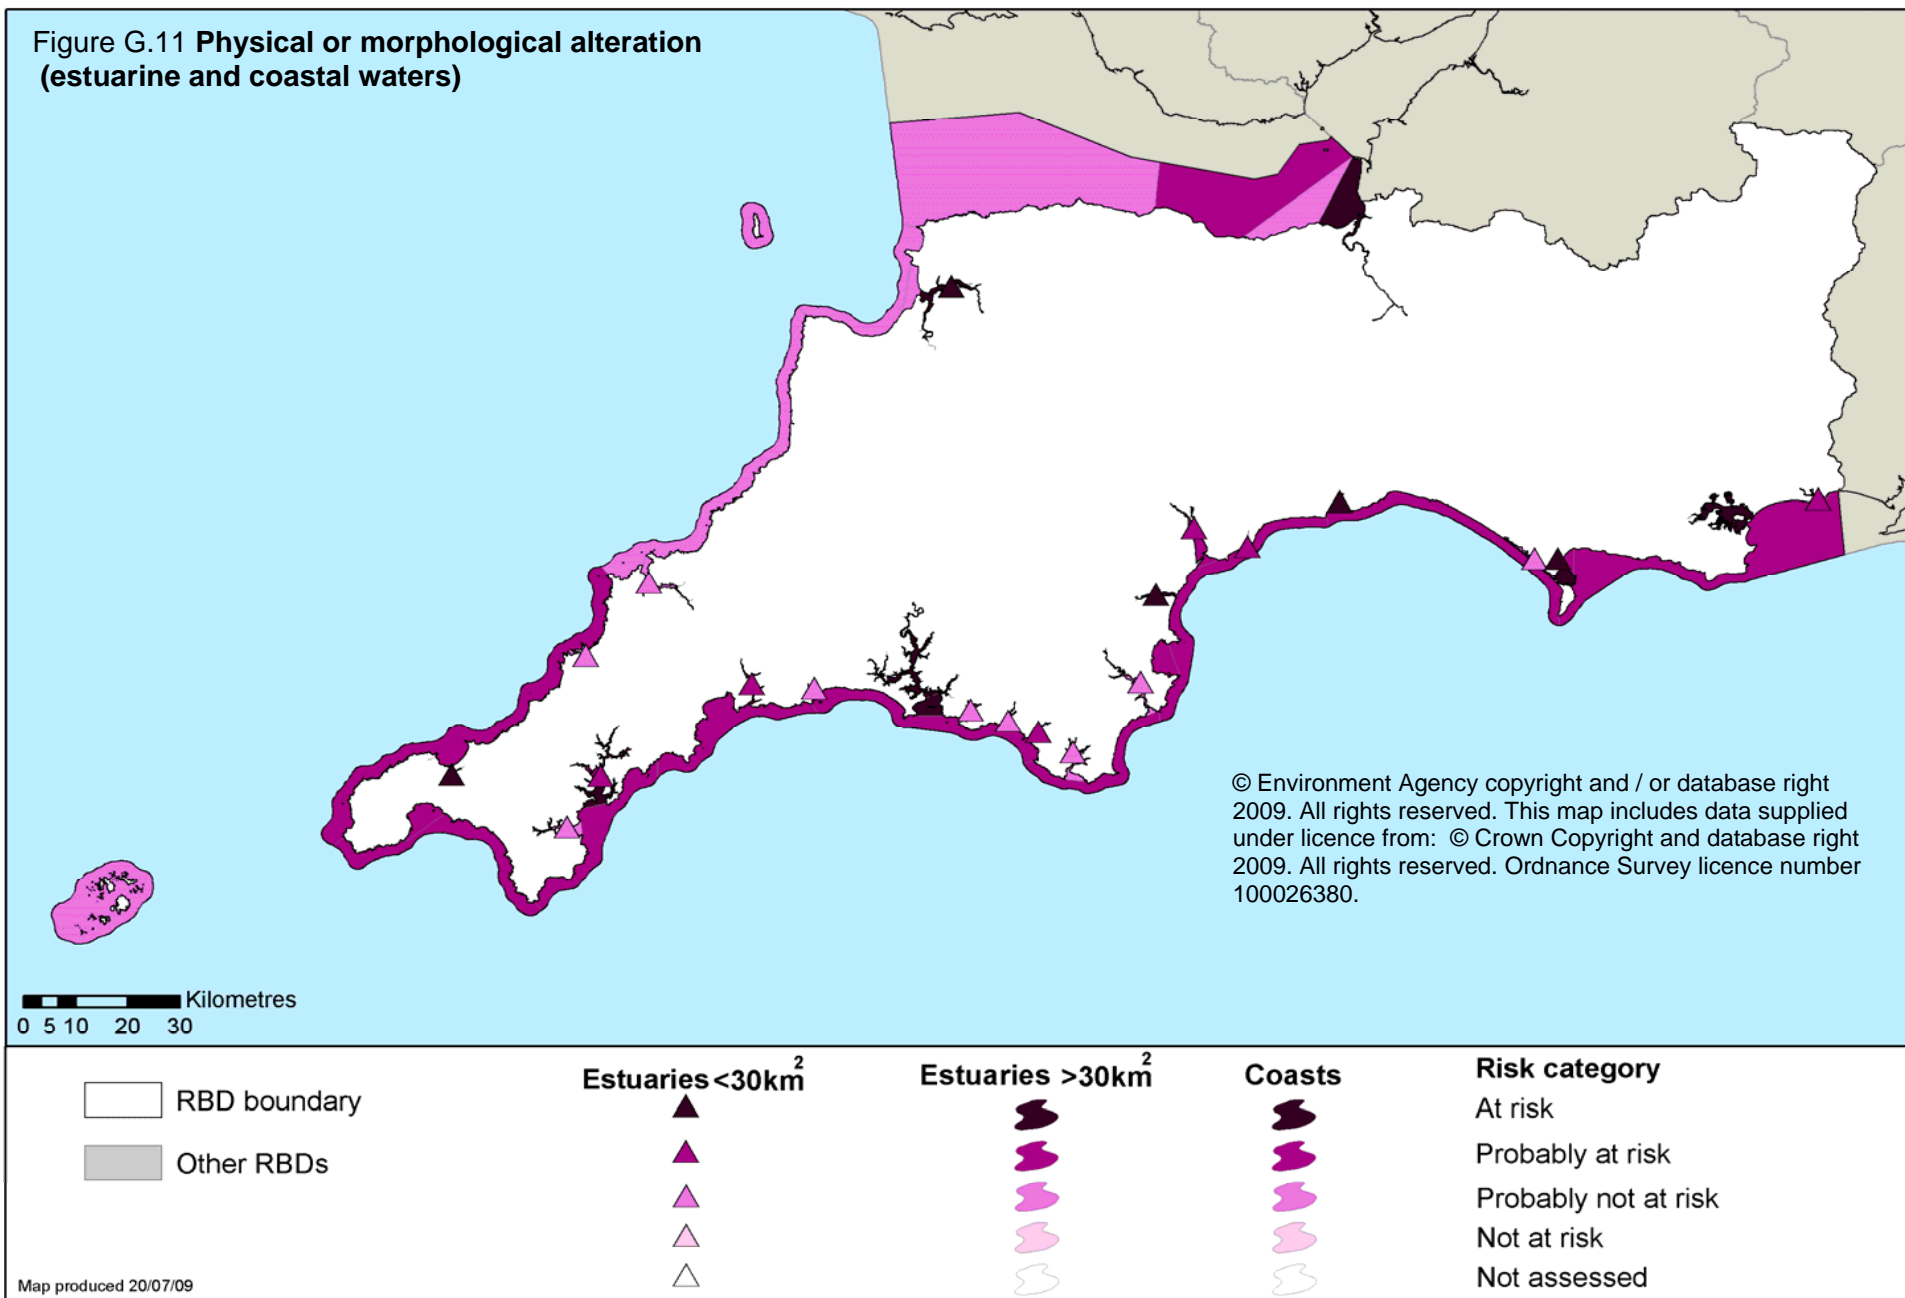 Figure G.11 Physical or morphological alteration
(estuarine and coastal waters)
© Environment Agency copyright and / or database right
2009. All rights reserved. This map includes data supplied
under licence from: © Crown Copyright and database right
2009. All rights reserved. Ordnance Survey licence number
100026380.
Kilometres
0 5 10 20 30
RBD boundary
Other RBDs
Estuaries <30km²
Estuaries >30km²
Coasts
Risk category
At risk
Probably at risk
Probably not at risk
Not at risk
Not assessed
Map produced 20/07/09